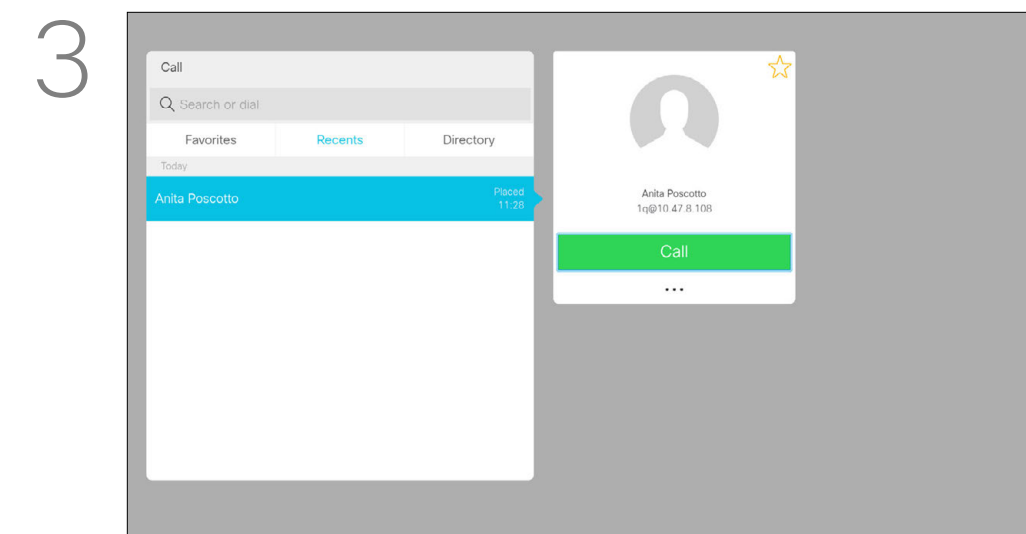 3
Call
Search or dial
Favorites Recents Directory
Today
Anita Poscotto Placed
11:28
Anita Poscotto
1q@10.47.8.108
Call
...